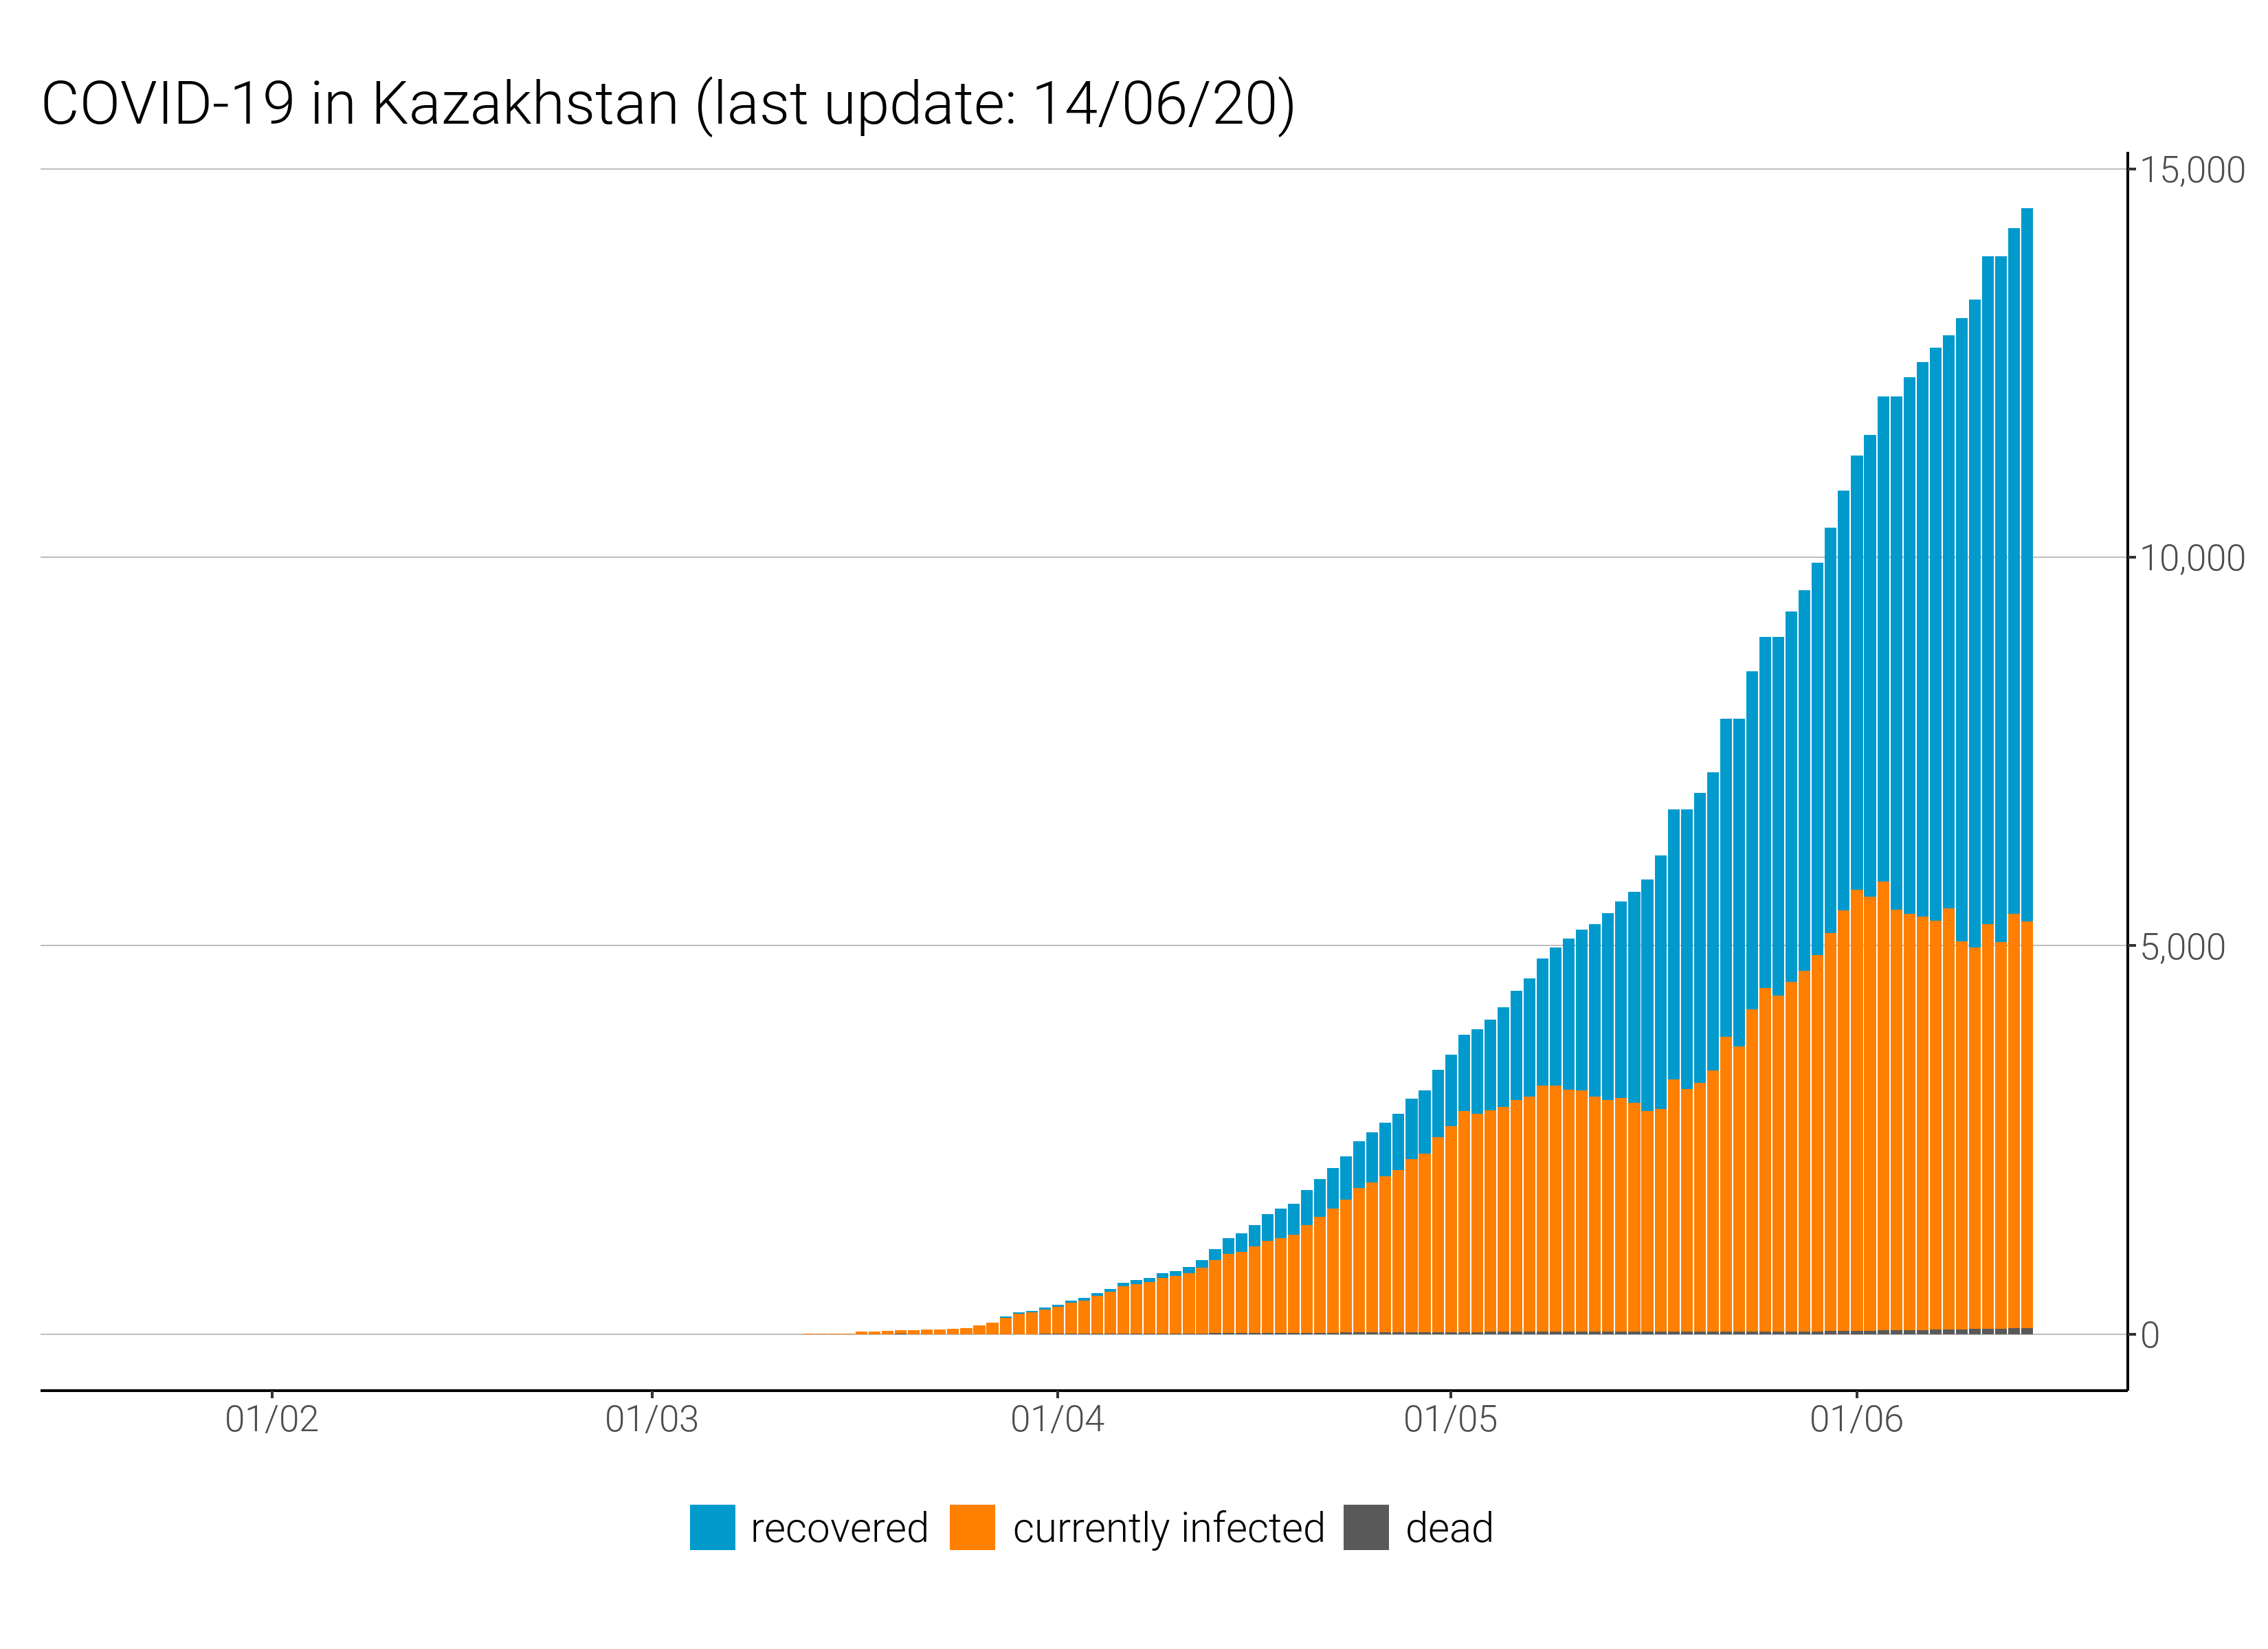 COVID-19 in Kazakhstan (last update: 14/06/20)
15,000
10,000
5,000
0
01/02 01/03 01/04 01/05 01/06
recovered currently infected dead